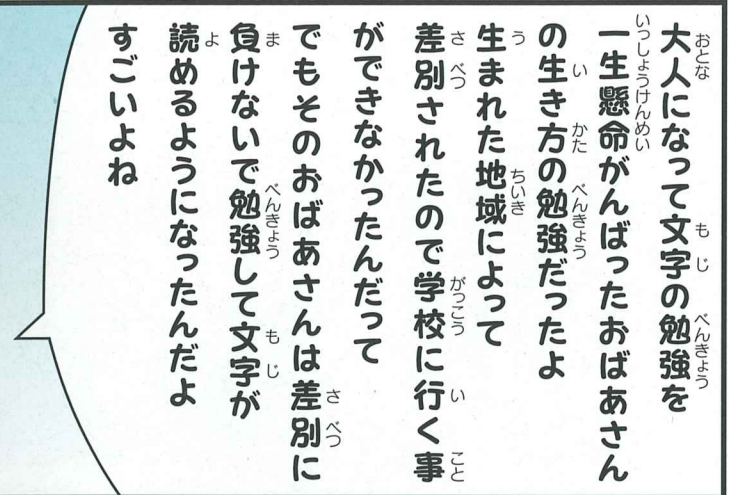 大人になって文字の勉強を
一生懸命がんばったおばあさん
の生き方の勉強だったよ
生まれた地域によって
差別されたので学校に行く事
ができなかったんだって
でもそのおばあさんは差別に
負けないで勉強して文字が
読めるようになったんだよ
すごいよね